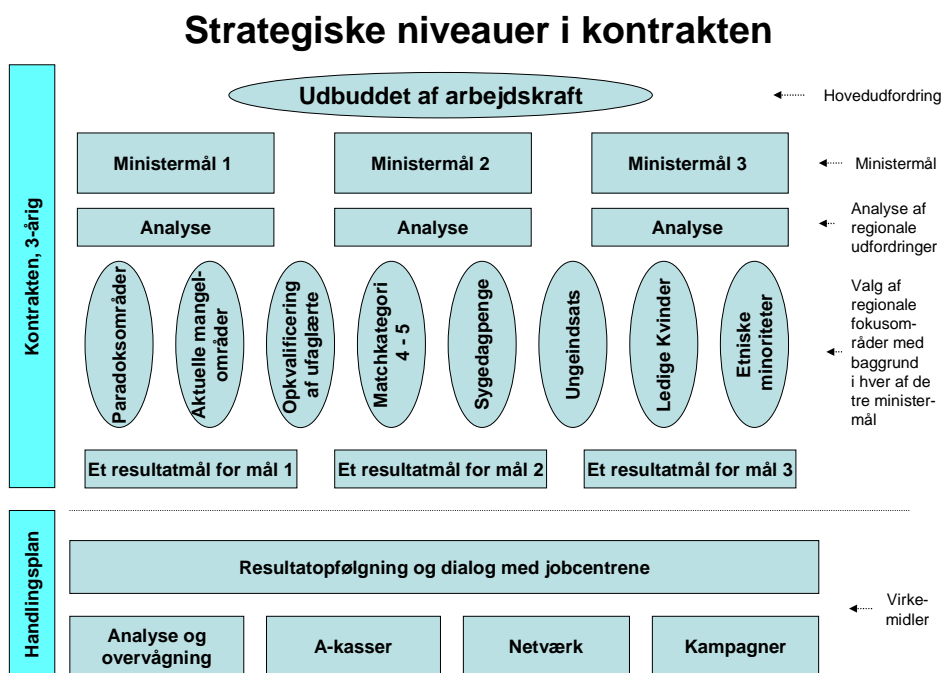 Strategiske niveauer i kontrakten
Kontrakten, 3-årig
Udbuddet af arbejdskraft
Hovedudfordring
Ministermål 1
Ministermål 2
Ministermål 3
Ministermål
Analyse
Analyse
Analyse
Analyse af
regionale
udfordringer
Paradoksområder
Aktuelle mangel-
områder
Opkvalificering
af ufaglærte
Matchkategori
4 - 5
Sygedagpenge
Ungeindsats
Ledige Kvinder
Etniske
minoriteter
Valg af
regionale
fokusom-
råder med
baggrund
i hver af de
tre minister-
mål
Et resultatmål for mål 1
Et resultatmål for mål 2
Et resultatmål for mål 3
Handlingsplan
Resultatopfølgning og dialog med jobcentrene
Virke-
midler
Analyse og
overvågning
A-kasser
Netværk
Kampagner